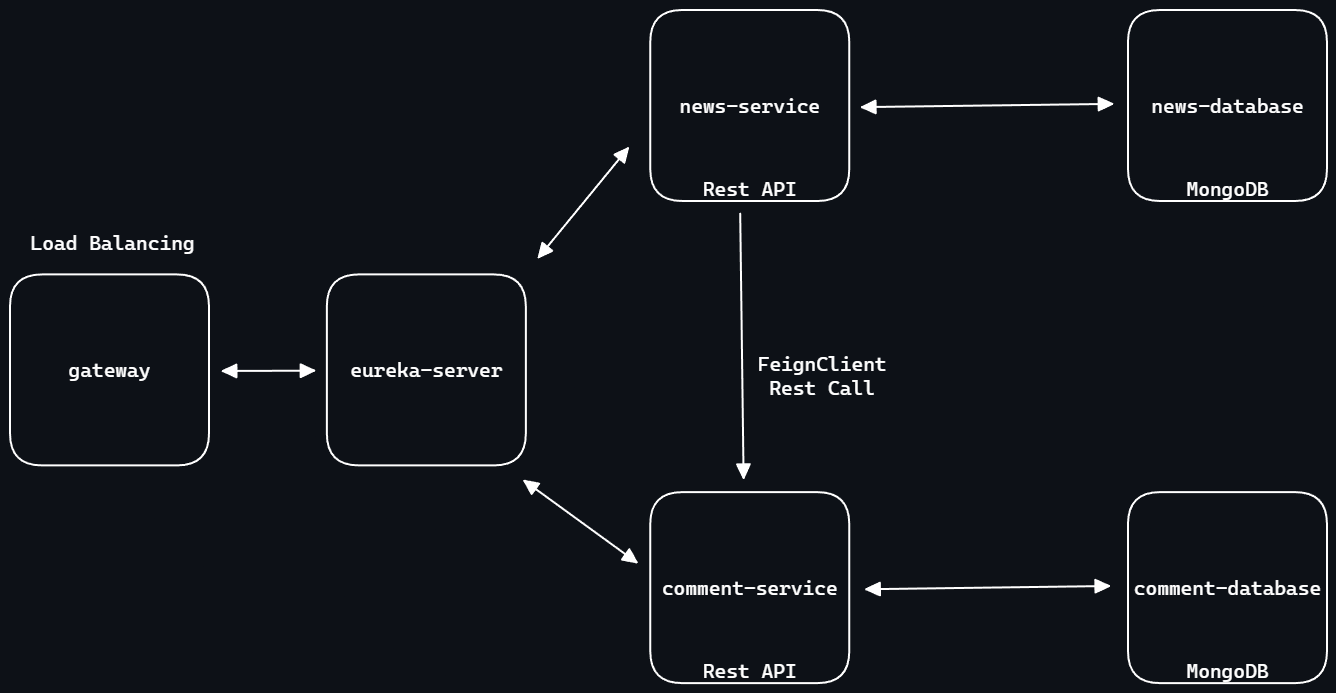 news-service
Rest API
news-database
MongoDB
Load Balancing
gateway
eureka-server
FeignClient
Rest Call
comment-service
Rest API
comment-database
MongoDB